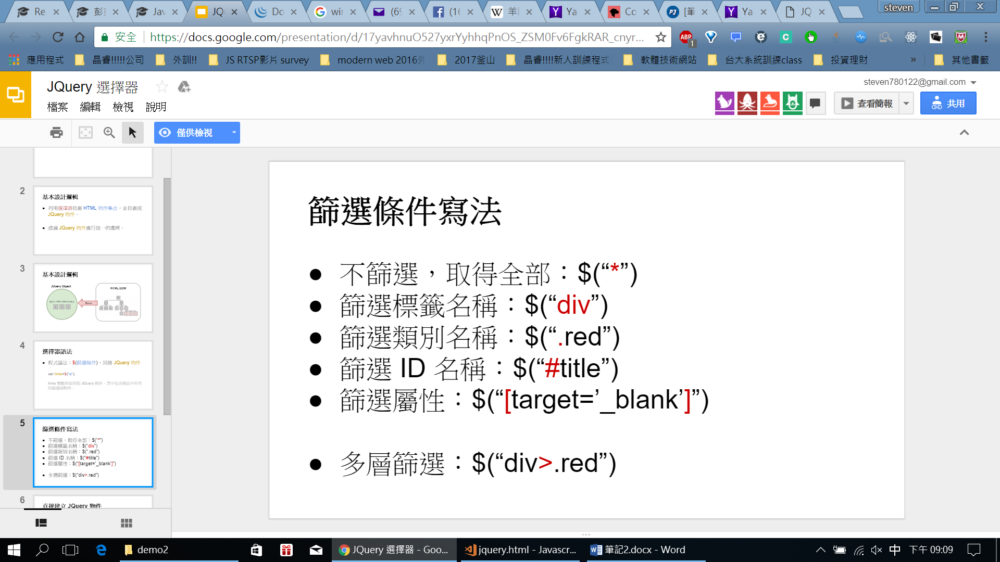 Re
彭
Jav
JQ
Do
G wir
(69
(16
W 羊
Ya
Co
[筆
Ya
JQ
steven
安全
https://docs.google.com/presentation/d/17yavhnuO527yxrYyhhqPnOS_ZSM0Fv6FgkRAR_cnyr...
ABP
1
應用程式
晶睿!!!!!公司
外訓!!
JS RTSP影片 survey
modern web 2016外
2017釜山
晶睿!!!!新人訓練程式
軟體技術網站
台大系統訓練class
投資理財
»
其他書籤
JQuery 選擇器
steven780122@gmail.com
檔案 編輯 檢視 說明
查看簡報
共用
僅供檢視
2
基本設計邏輯
利用選擇器包裹 HTML 物件集合，並包裹成
JQuery 物件。
透過 JQuery 物件進行統一的處理。
3
基本設計邏輯
JQuery Object
HTML DOM
4
選擇器語法
程式語法：$(篩選條件)，回傳 JQuery 物件
var links=$("a");
links 變數存放的即 JQuery 物件，其中包含網頁中所有
的超連結物件。
5
篩選條件寫法
不篩選，取得全部：$("*")
篩選標籤名稱：$("div")
篩選類別名稱：$(".red")
篩選 ID 名稱：$("#title")
篩選屬性：$("[target='_blank']")
多層篩選：$("div>.red")
6
直接建立 JQuery 物件
篩選條件寫法
● 不篩選，取得全部：$(“*”)
● 篩選標籤名稱：$(“div”)
● 篩選類別名稱：$(“.red”)
● 篩選 ID 名稱：$(“#title”)
● 篩選屬性：$(“[target=’_blank’]”)
● 多層篩選：$(“div>.red”)
demo2
JQuery 選擇器 - Goo...
jquery.html - Javascr...
筆記2.docx - Word
中
下午 09:09